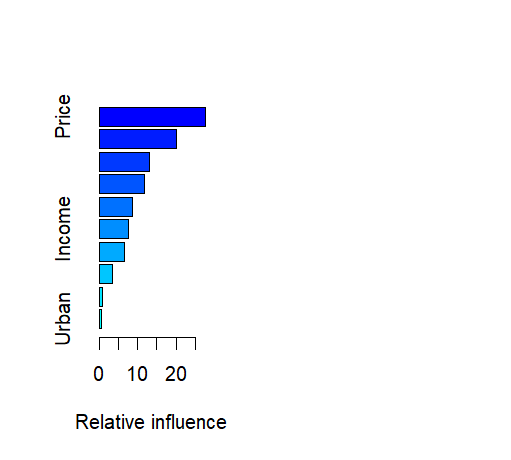 Price
Income
Urban
0 10 20
Relative influence